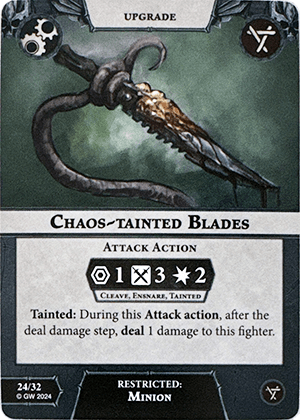 UPGRADE
Chaos-tainted Blades
Attack Action
1 3 2
Cleave, Ensnare, Tainted
Tainted: During this Attack action, after the
deal damage step, deal 1 damage to this fighter.
24/32
© GW 2024
RESTRICTED:
Minion